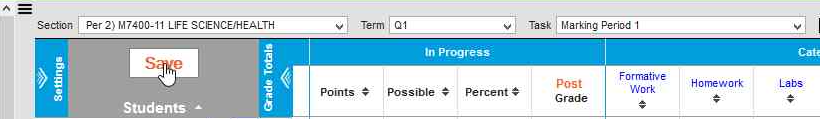 Section Per 2) M7400-11 LIFE SCIENCE/HEALTH Term Q1 Task Marking Period 1
Settings
Save
Students
Grade Totals
In Progress
Points Possible Percent Post Grade
Cate
Formative Work Homework Labs